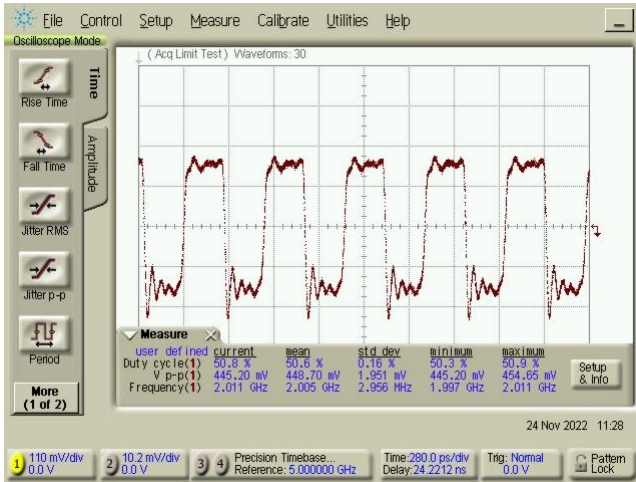 File Control Setup Measure Calibrate Utilities Help
Oscilloscope Mode
( Acq Limit Test ) Waveforms: 30
Time
Amplitude
Rise Time
Fall Time
Jitter RMS
Jitter p-p
Period
More
(1 of 2)
Measure
user defined current mean std dev minimum maximum
Duty cycle(1) 50.8 % 50.6 % 0.16 % 50.3 % 50.9 %
V p-p(1) 445.20 mV 448.70 mV 1.951 mV 445.20 mV 454.65 mV
Frequency(1) 2.011 GHz 2.005 GHz 2.956 MHz 1.997 GHz 2.011 GHz
Setup
& Info
24 Nov 2022 11:28
1 110 mV/div
0.0 V
2 10.2 mV/div
0.0 V
3 4 Precision Timebase...
Reference: 5.000000 GHz
Time:280.0 ps/div
Delay:24.2212 ns
Trig: Normal
0.0 V
Pattern
Lock